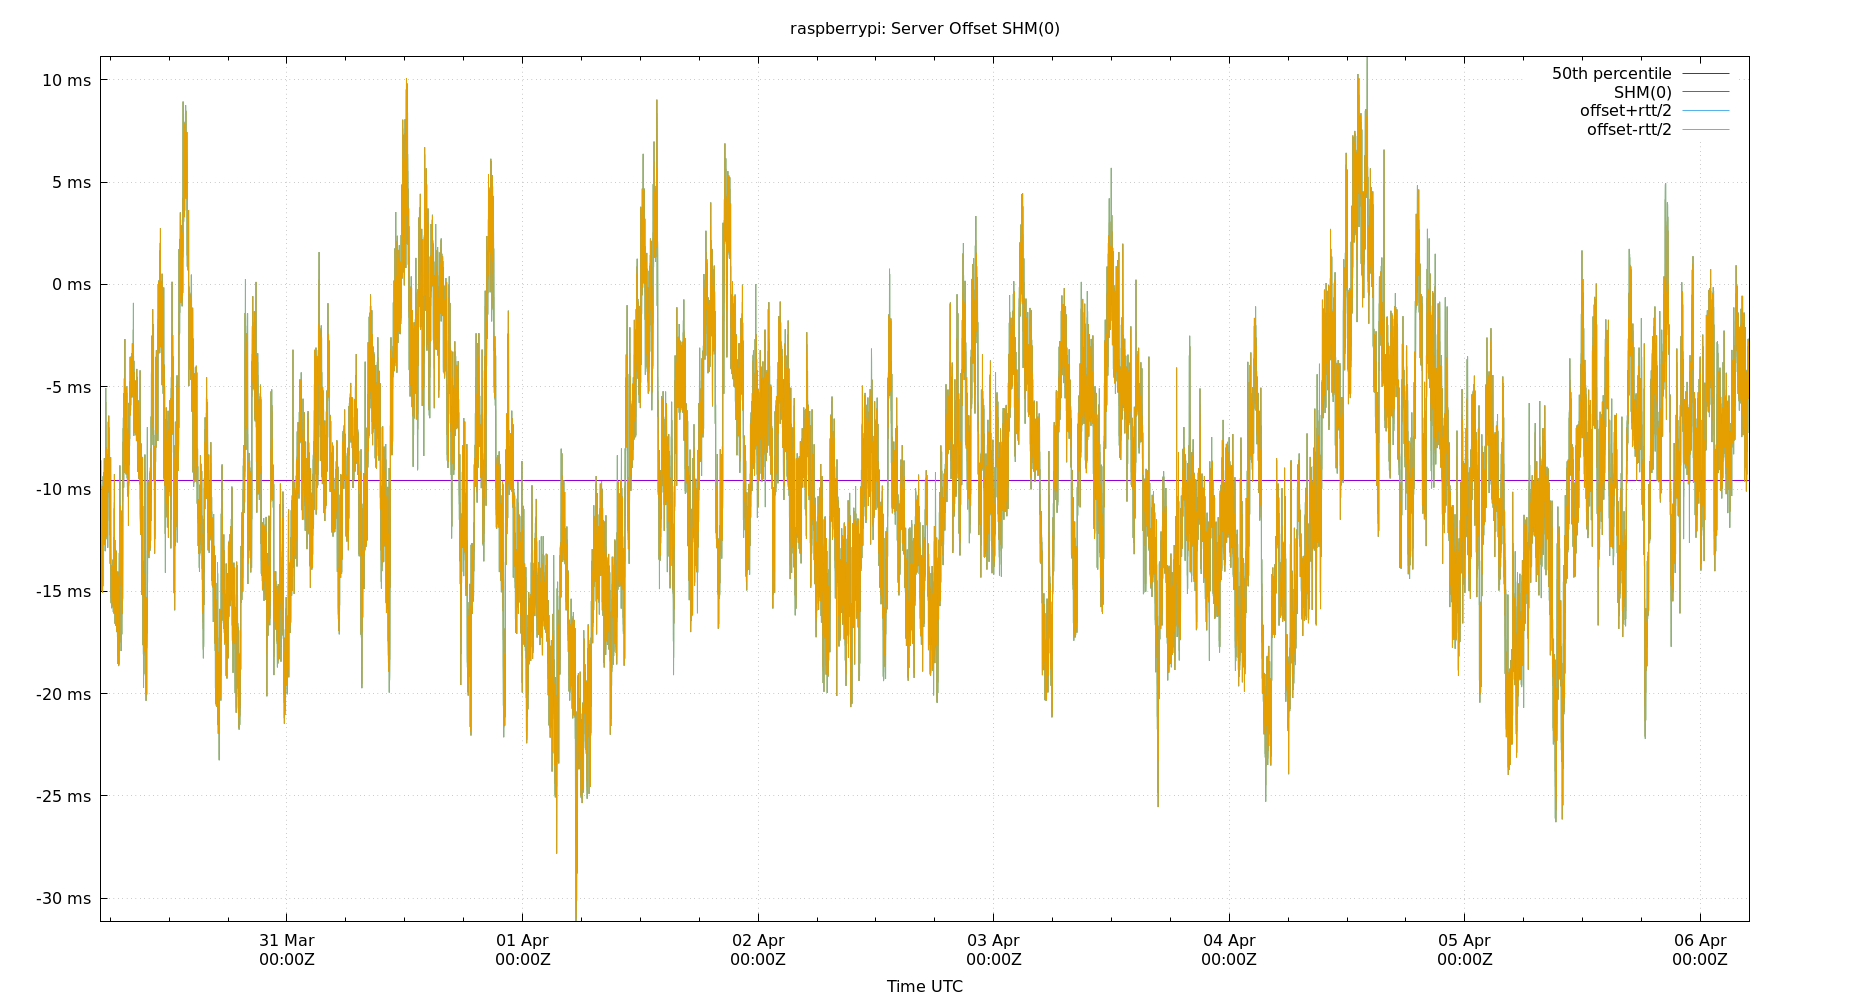 raspberrypi: Server Offset SHM(0)
50th percentile
SHM(0)
offset+rtt/2
offset-rtt/2
10 ms
5 ms
0 ms
-5 ms
-10 ms
-15 ms
-20 ms
-25 ms
-30 ms
31 Mar 01 Apr 02 Apr 03 Apr 04 Apr 05 Apr 06 Apr
00:00Z 00:00Z 00:00Z 00:00Z 00:00Z 00:00Z 00:00Z
Time UTC